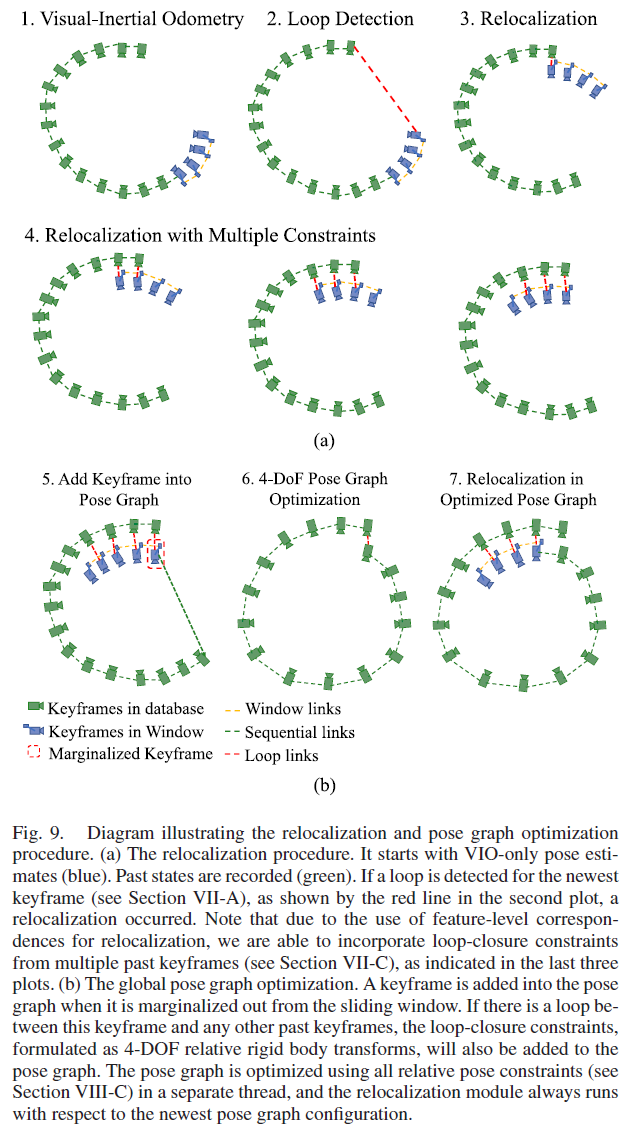 1. Visual-Inertial Odometry
2. Loop Detection
3. Relocalization
4. Relocalization with Multiple Constraints
(a)
5. Add Keyframe into
Pose Graph
6. 4-DoF Pose Graph
Optimization
7. Relocalization in
Optimized Pose Graph
Keyframes in database
Keyframes in Window
Marginalized Keyframe
Window links
Sequential links
Loop links
(b)
Fig. 9. Diagram illustrating the relocalization and pose graph optimization
procedure. (a) The relocalization procedure. It starts with VIO-only pose esti-
mates (blue). Past states are recorded (green). If a loop is detected for the newest
keyframe (see Section VII-A), as shown by the red line in the second plot, a
relocalization occurred. Note that due to the use of feature-level correspon-
dences for relocalization, we are able to incorporate loop-closure constraints
from multiple past keyframes (see Section VII-C), as indicated in the last three
plots. (b) The global pose graph optimization. A keyframe is added into the pose
graph when it is marginalized out from the sliding window. If there is a loop be-
tween this keyframe and any other past keyframes, the loop-closure constraints,
formulated as 4-DOF relative rigid body transforms, will also be added to the
pose graph. The pose graph is optimized using all relative pose constraints (see
Section VIII-C) in a separate thread, and the relocalization module always runs
with respect to the newest pose graph configuration.